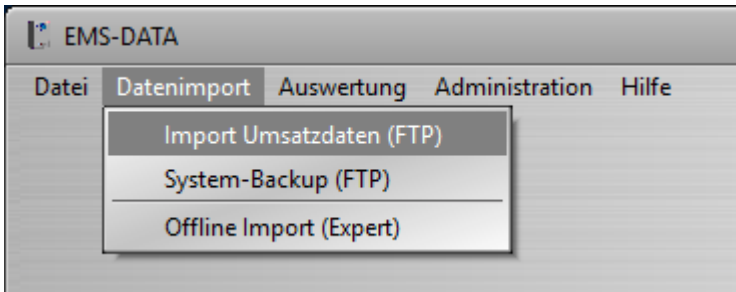 EMS-DATA
Datei Datenimport Auswertung Administration Hilfe
Import Umsatzdaten (FTP)
System-Backup (FTP)
Offline Import (Expert)